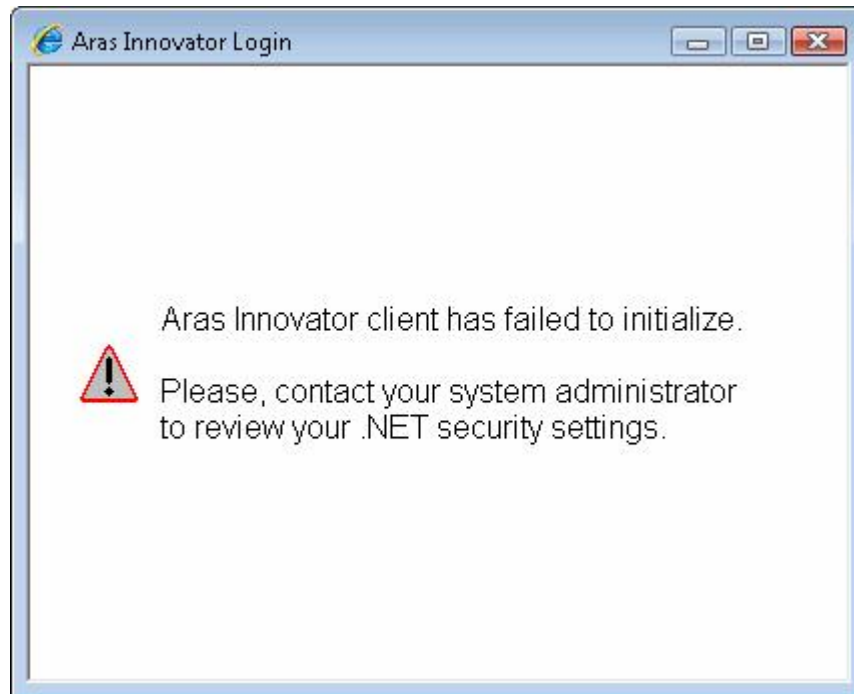 Aras Innovator Login
Aras Innovator client has failed to initialize.
Please, contact your system administrator
to review your .NET security settings.